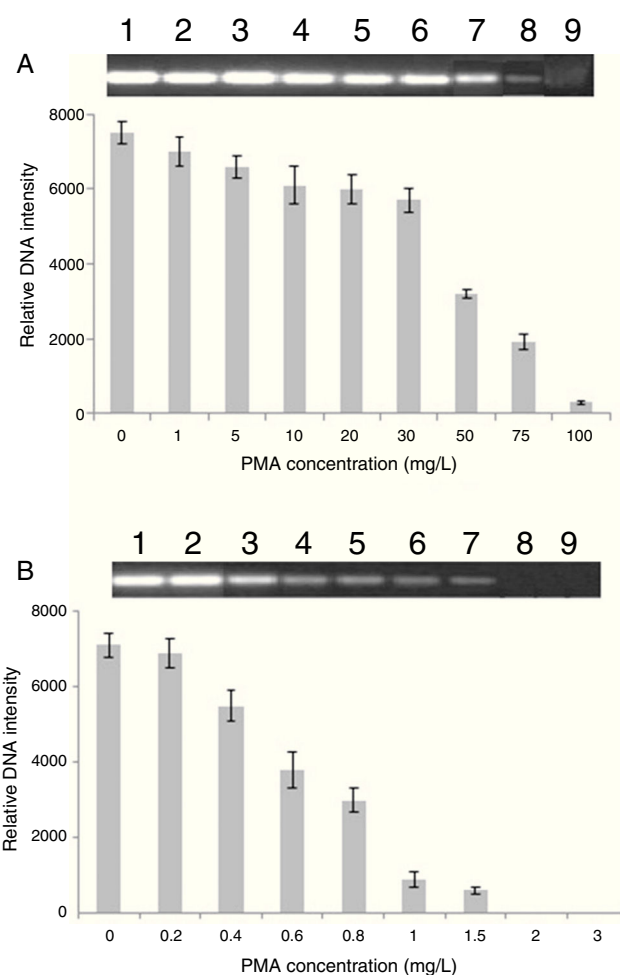 1 2 3 4 5 6 7 8 9
A
8000
6000
4000
2000
0
Relative DNA intensity
0 1 5 10 20 30 50 75 100
PMA concentration (mg/L)
1 2 3 4 5 6 7 8 9
B
8000
6000
4000
2000
0
Relative DNA intensity
0 0.2 0.4 0.6 0.8 1 1.5 2 3
PMA concentration (mg/L)